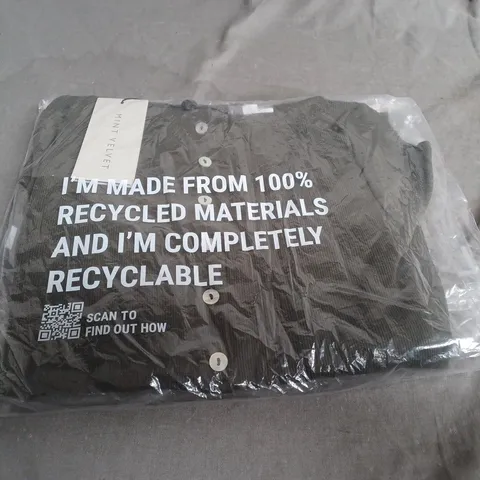 MINT VELVET
I'M MADE FROM 100%
RECYCLED MATERIALS
AND I'M COMPLETELY
RECYCLABLE
SCAN TO
FIND OUT HOW